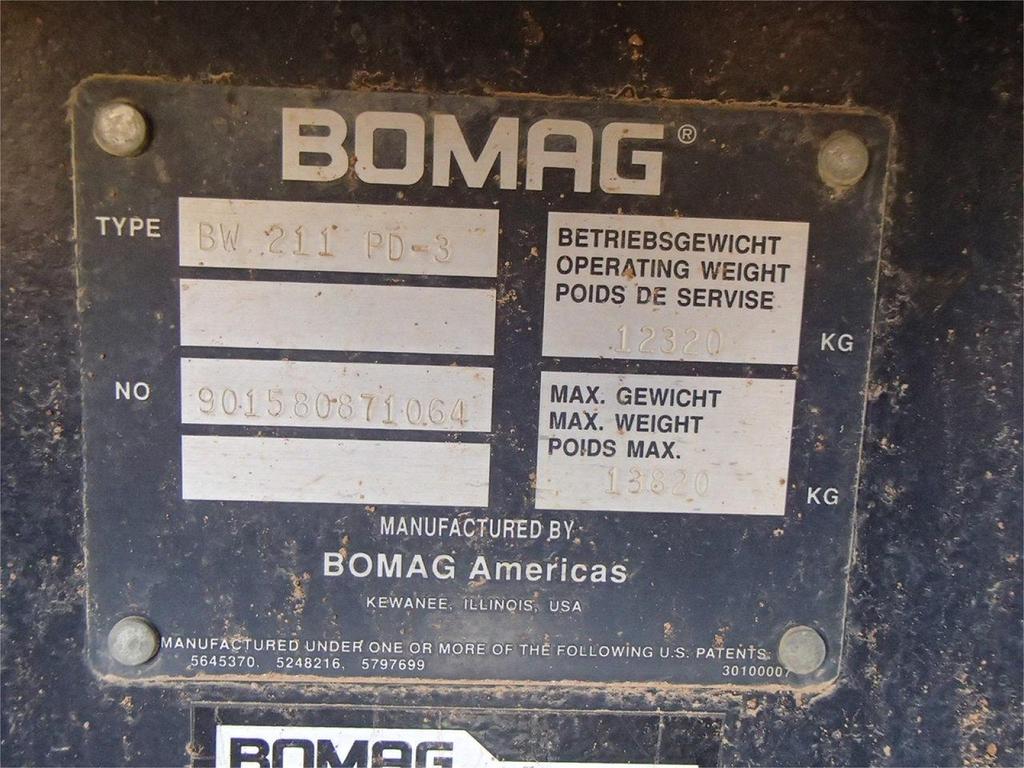 BOMAG®
TYPE BW 211 PD-3
BETRIEBSGEWICHT
OPERATING WEIGHT
POIDS DE SERVISE
12320 KG
NO 901580871064
MAX. GEWICHT
MAX. WEIGHT
POIDS MAX.
13820 KG
MANUFACTURED BY
BOMAG Americas
KEWANEE, ILLINOIS, USA
MANUFACTURED UNDER ONE OR MORE OF THE FOLLOWING U.S. PATENTS:
5645370, 5248216, 5797699
30100007
BOMAG